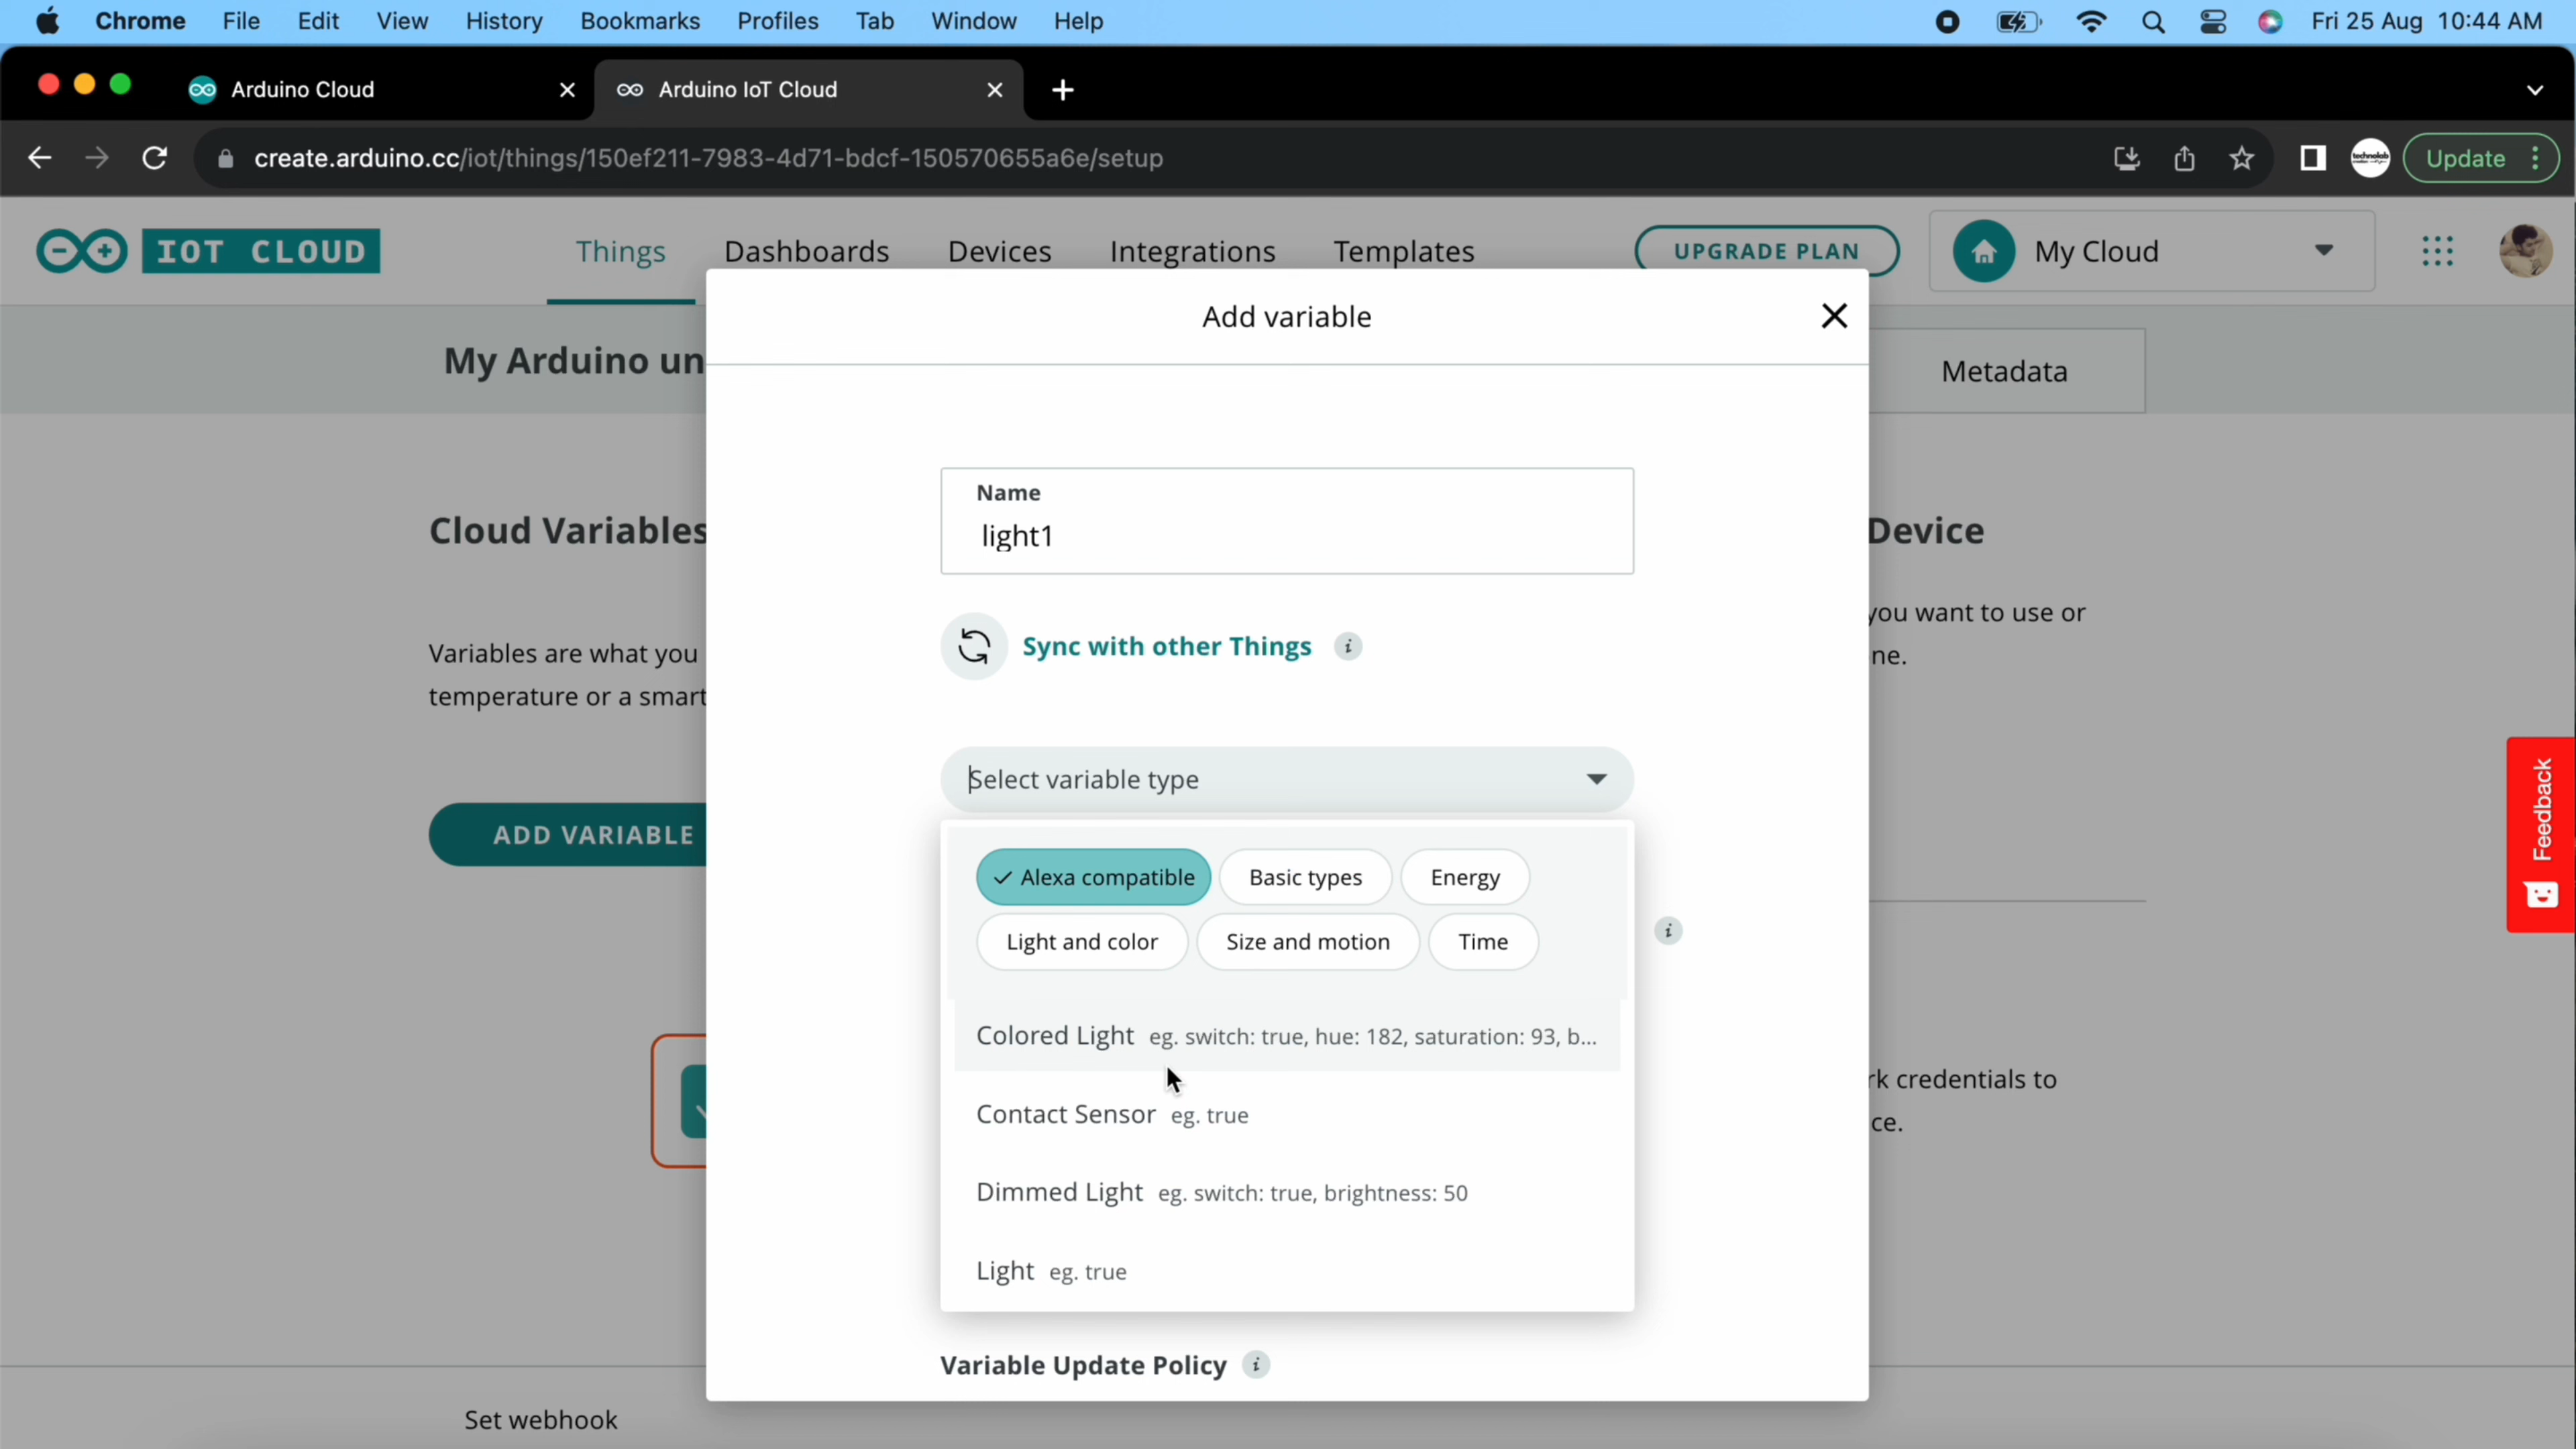 Chrome File Edit View History Bookmarks Profiles Tab Window Help Fri 25 Aug 10:44 AM
Arduino Cloud Arduino IoT Cloud
create.arduino.cc/iot/things/150ef211-7983-4d71-bdcf-150570655a6e/setup Update
IOT CLOUD Things Dashboards Devices Integrations Templates UPGRADE PLAN My Cloud
Add variable
My Arduino un Metadata
Name
light1
Cloud Variables Device
you want to use or
Variables are what you Sync with other Things i ne.
temperature or a smart
Select variable type
ADD VARIABLE Feedback
Alexa compatible Basic types Energy
Light and color Size and motion Time i
Colored Light eg. switch: true, hue: 182, saturation: 93, b...
rk credentials to
Contact Sensor eg. true ce.
Dimmed Light eg. switch: true, brightness: 50
Light eg. true
Variable Update Policy i
Set webhook